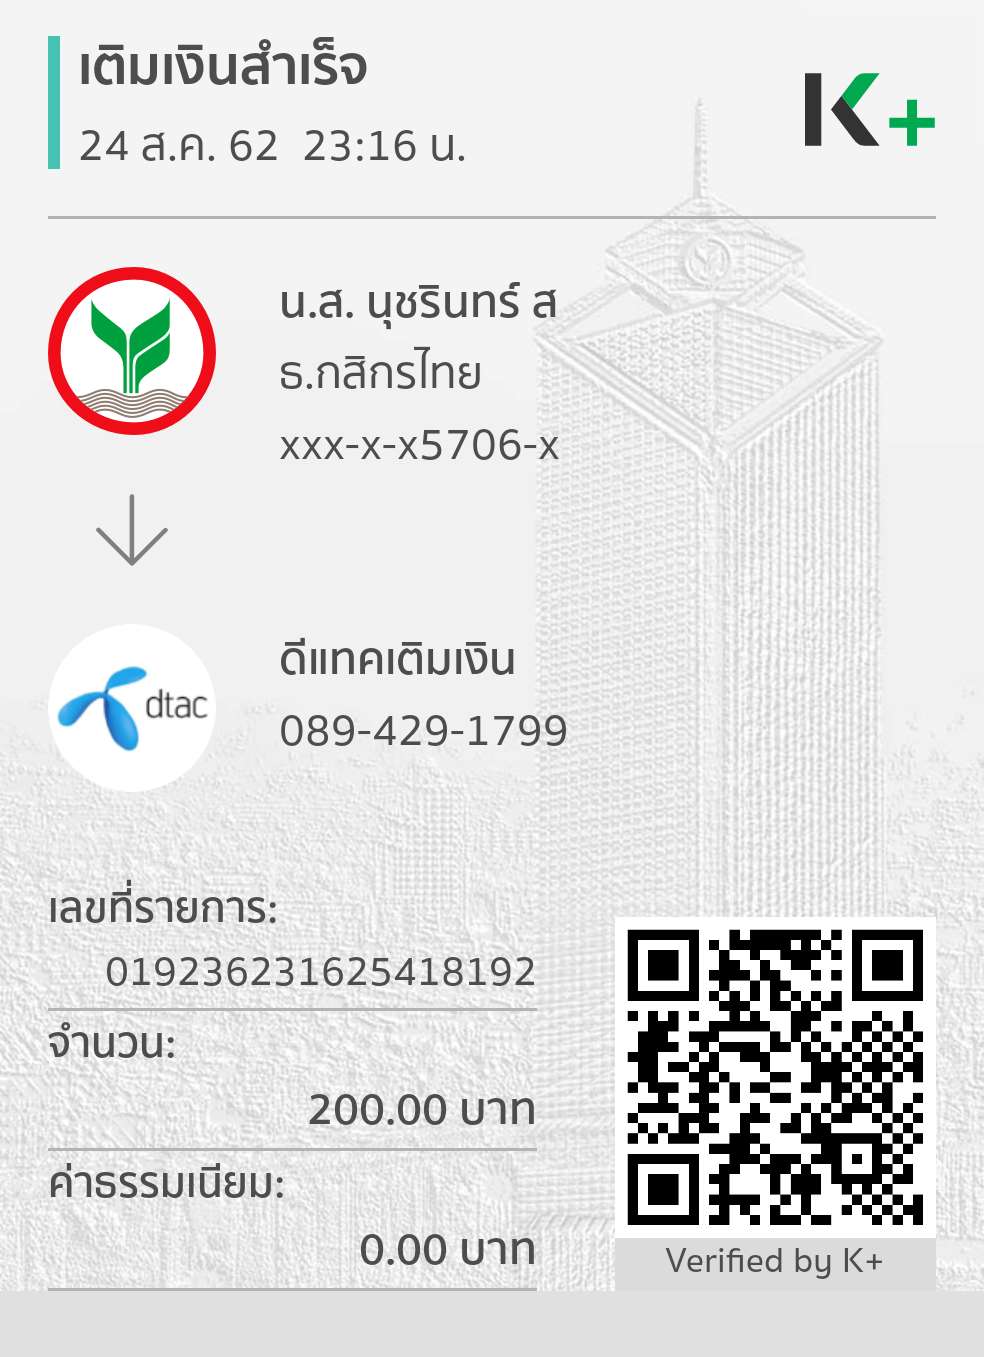 เติมเงินสำเร็จ
24 ส.ค. 62 23:16 น.
K+
น.ส. นุชรินทร์ ส
ธ.กสิกรไทย
xxx-x-x5706-x
dtac
ดีแทคเติมเงิน
089-429-1799
เลขที่รายการ:
019236231625418192
จำนวน:
200.00 บาท
ค่าธรรมเนียม:
0.00 บาท
Verified by K+